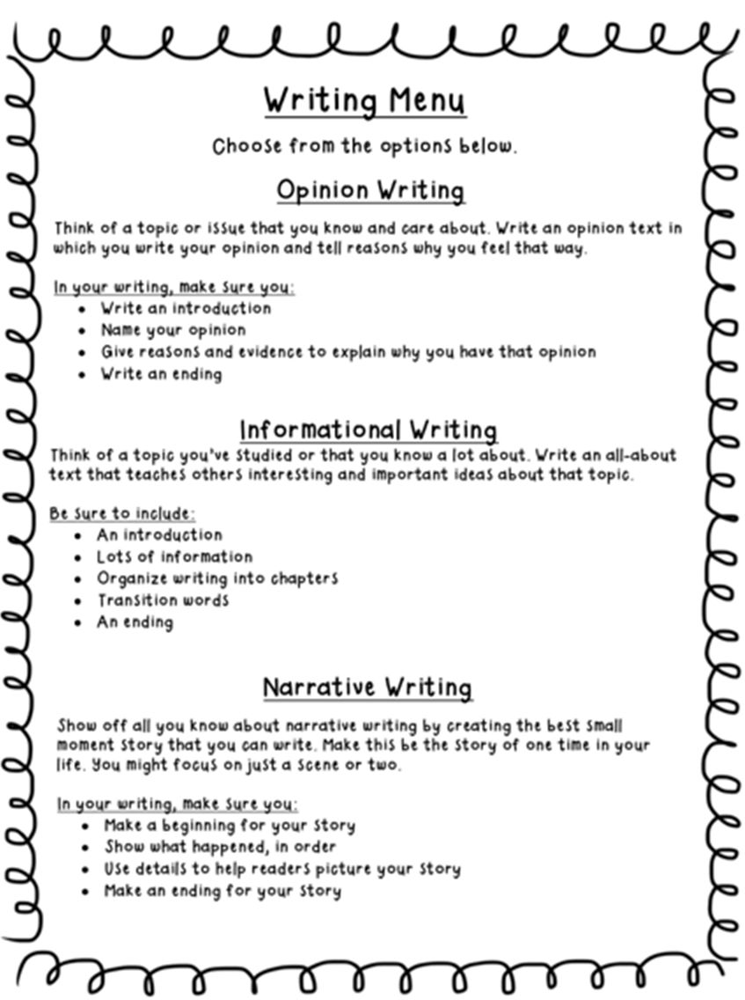 Writing Menu
Choose from the options below.
Opinion Writing
Think of a topic or issue that you know and care about. Write an opinion text in
which you write your opinion and tell reasons why you feel that way.
In your writing, make sure you:
• Write an introduction
• Name your opinion
• Give reasons and evidence to explain why you have that opinion
• Write an ending
Informational Writing
Think of a topic you've studied or that you know a lot about. Write an all-about
text that teaches others interesting and important ideas about that topic.
Be sure to include:
• An introduction
• Lots of information
• Organize writing into chapters
• Transition words
• An ending
Narrative Writing
Show off all you know about narrative writing by creating the best small
moment story that you can write. Make this be the story of one time in your
life. You might focus on just a scene or two.
In your writing, make sure you:
• Make a beginning for your story
• Show what happened, in order
• Use details to help readers picture your story
• Make an ending for your story